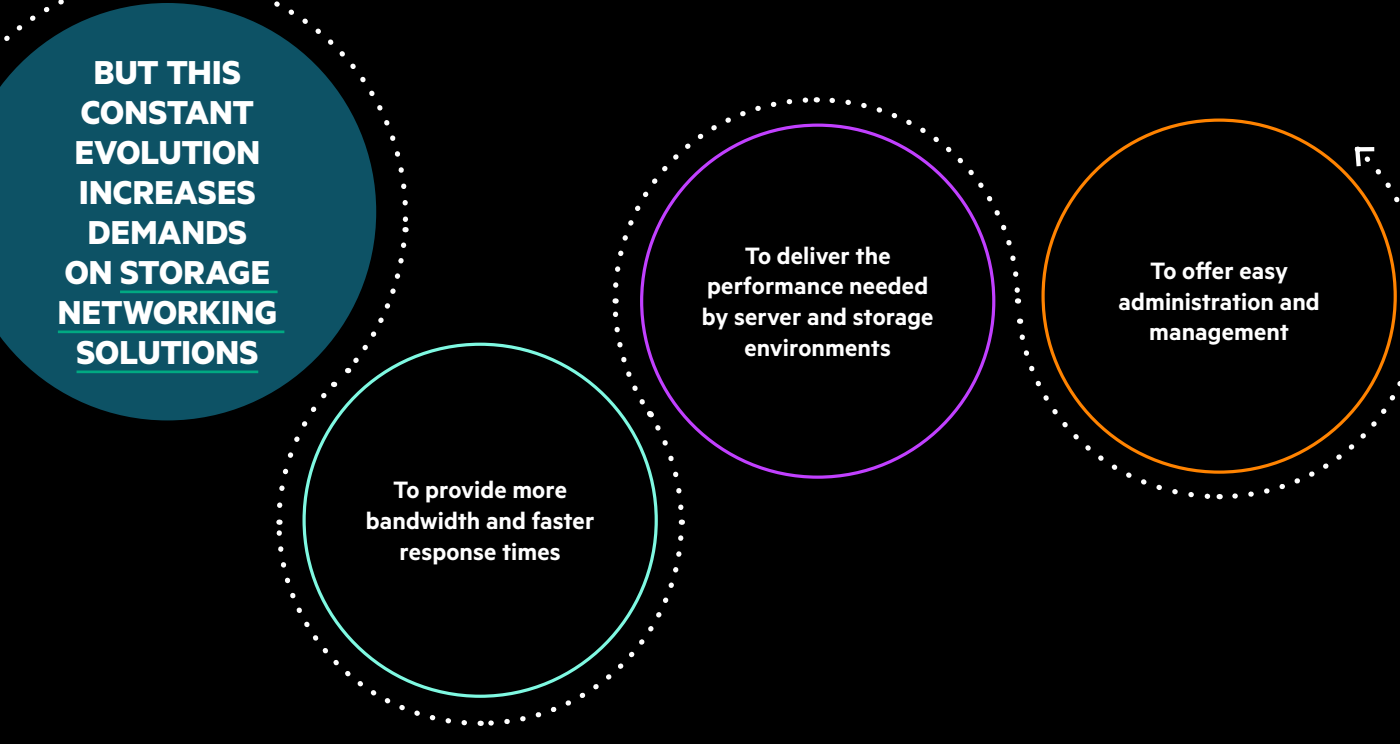 BUT THIS
CONSTANT
EVOLUTION
INCREASES
DEMANDS
ON STORAGE
NETWORKING
SOLUTIONS
To provide more
bandwidth and faster
response times
To deliver the
performance needed
by server and storage
environments
To offer easy
administration and
management